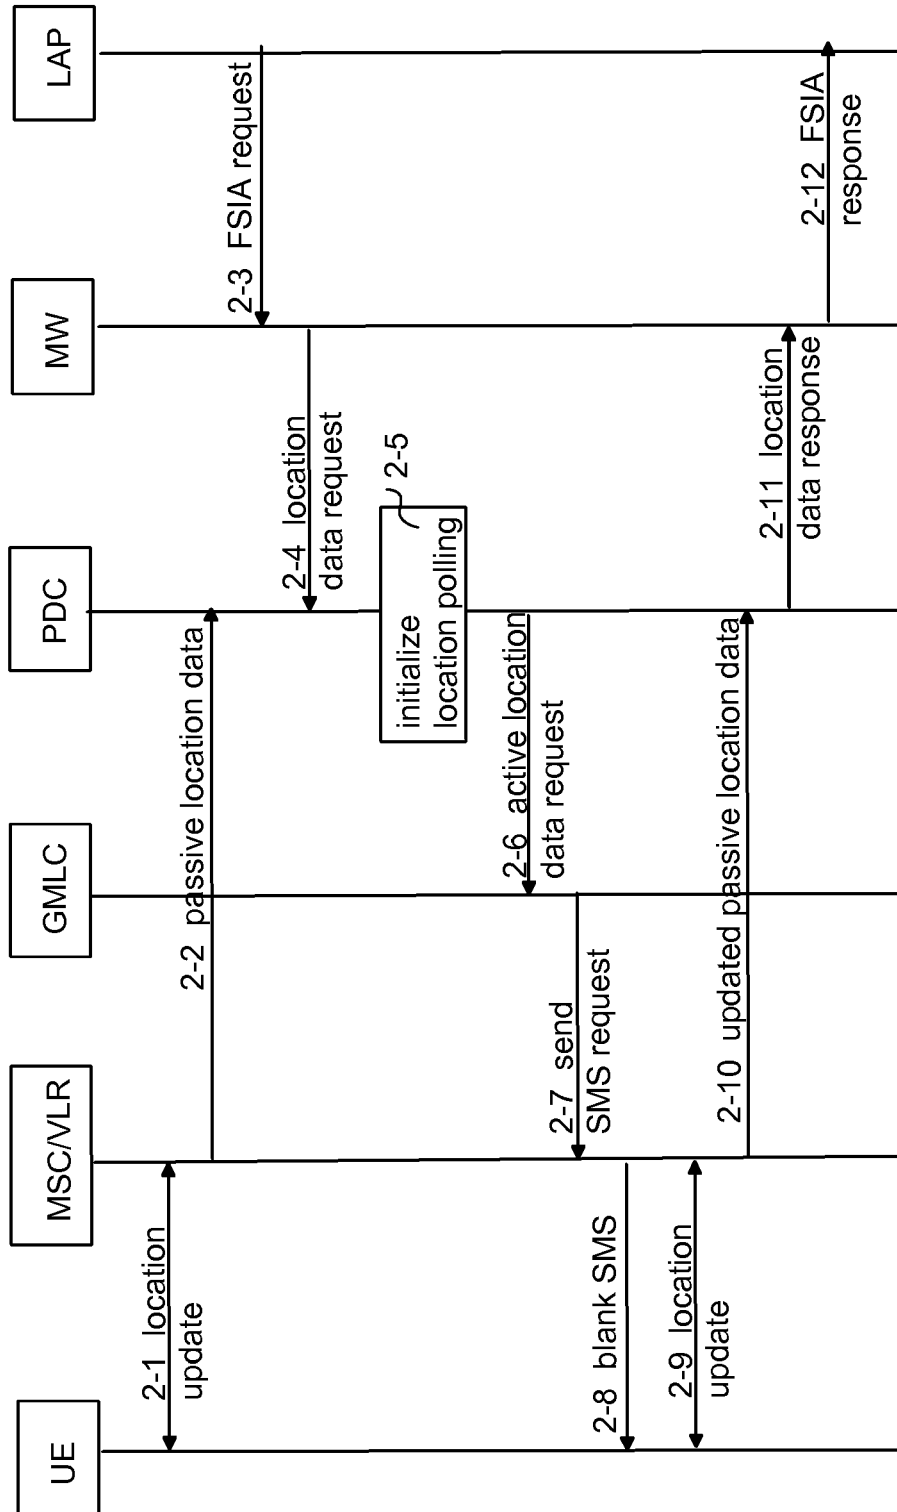 UE
MSC/VLR
GMLC
PDC
MW
LAP
2-1 location
update
2-2 passive location data
2-3 FSIA request
2-4 location
data request
initialize
location polling
2-5
2-6 active location
data request
2-7 send
SMS request
2-8 blank SMS
2-9 location
update
2-10 updated passive location data
2-11 location
data response
2-12 FSIA
response